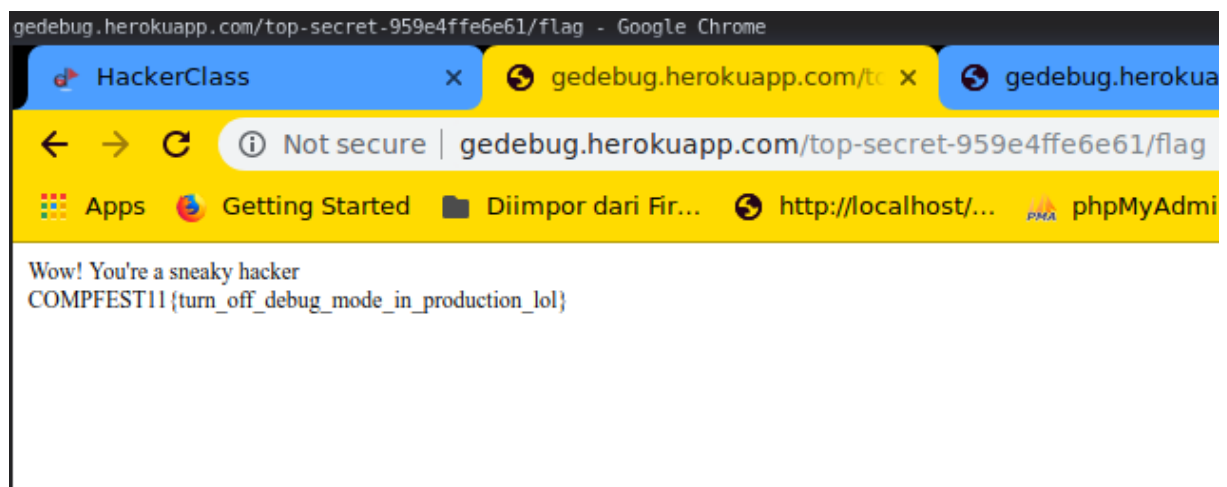 gedebug.herokuapp.com/top-secret-959e4ffe6e61/flag - Google Chrome
HackerClass × gedebug.herokuapp.com/to × gedebug.herokua
Not secure | gedebug.herokuapp.com/top-secret-959e4ffe6e61/flag
Apps Getting Started Diimpor dari Fir... http://localhost/... PMA phpMyAdmi
Wow! You're a sneaky hacker
COMPFEST11{turn_off_debug_mode_in_production_lol}